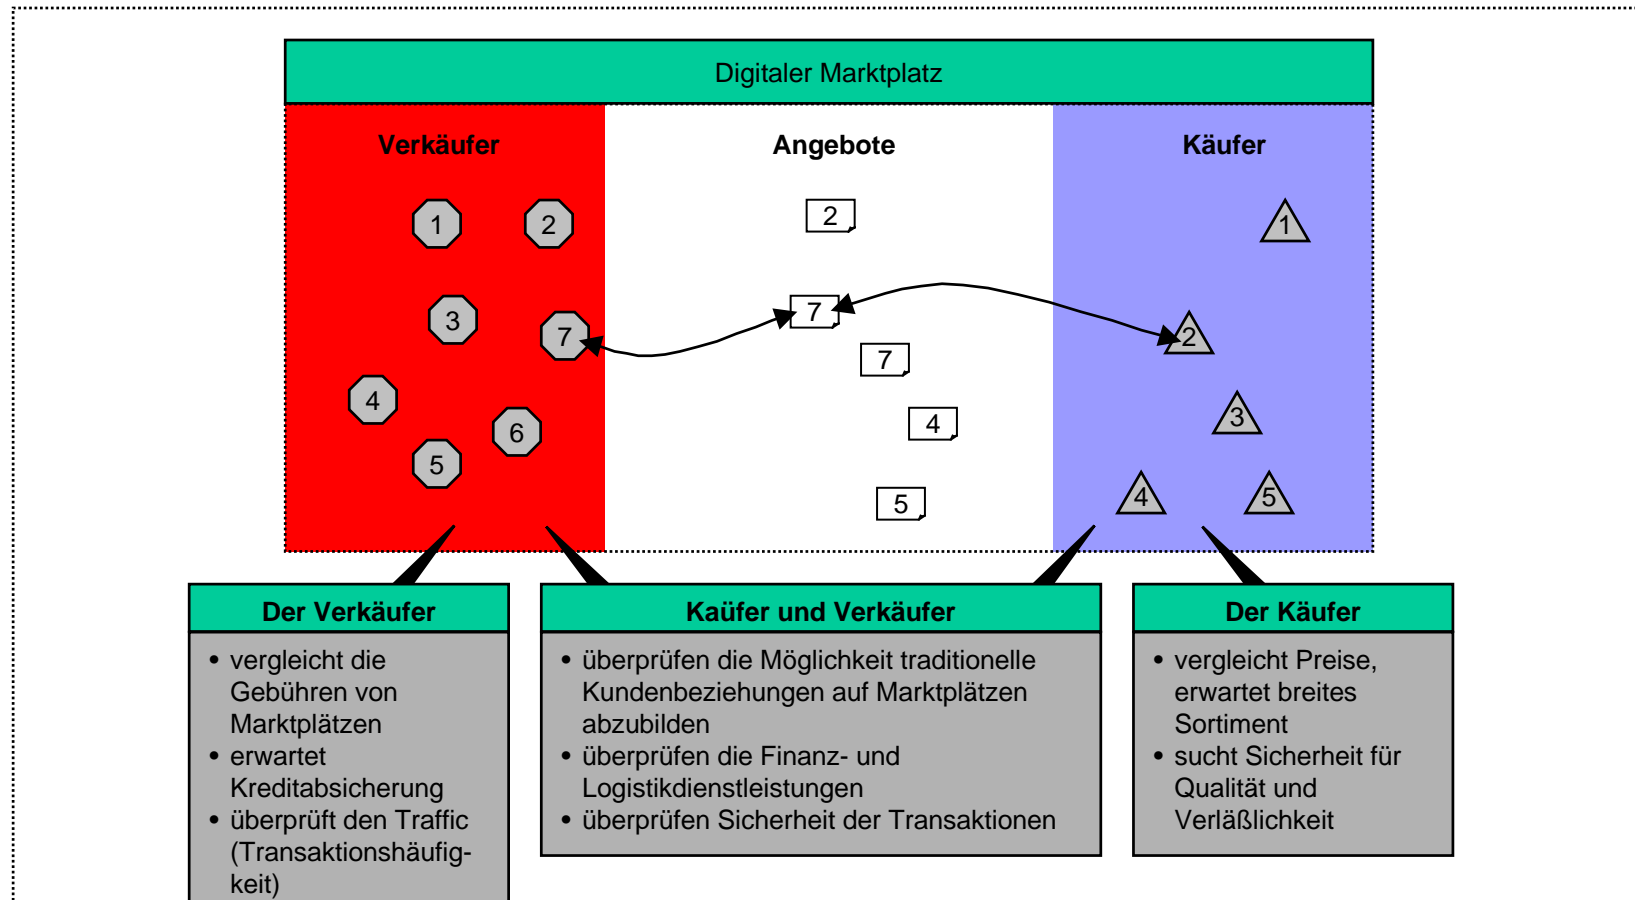 Digitaler Marktplatz
Verkäufer
Angebote
Käufer
1
2
3
7
4
6
5
2
7
7
4
5
1
2
3
4
5
Der Verkäufer
• vergleicht die
Gebühren von
Marktplätzen
• erwartet
Kreditabsicherung
• überprüft den Traffic
(Transaktionshäufig-
keit)
Kaüfer und Verkäufer
• überprüfen die Möglichkeit traditionelle
Kundenbeziehungen auf Marktplätzen
abzubilden
• überprüfen die Finanz- und
Logistikdienstleistungen
• überprüfen Sicherheit der Transaktionen
Der Käufer
• vergleicht Preise,
erwartet breites
Sortiment
• sucht Sicherheit für
Qualität und
Verläßlichkeit